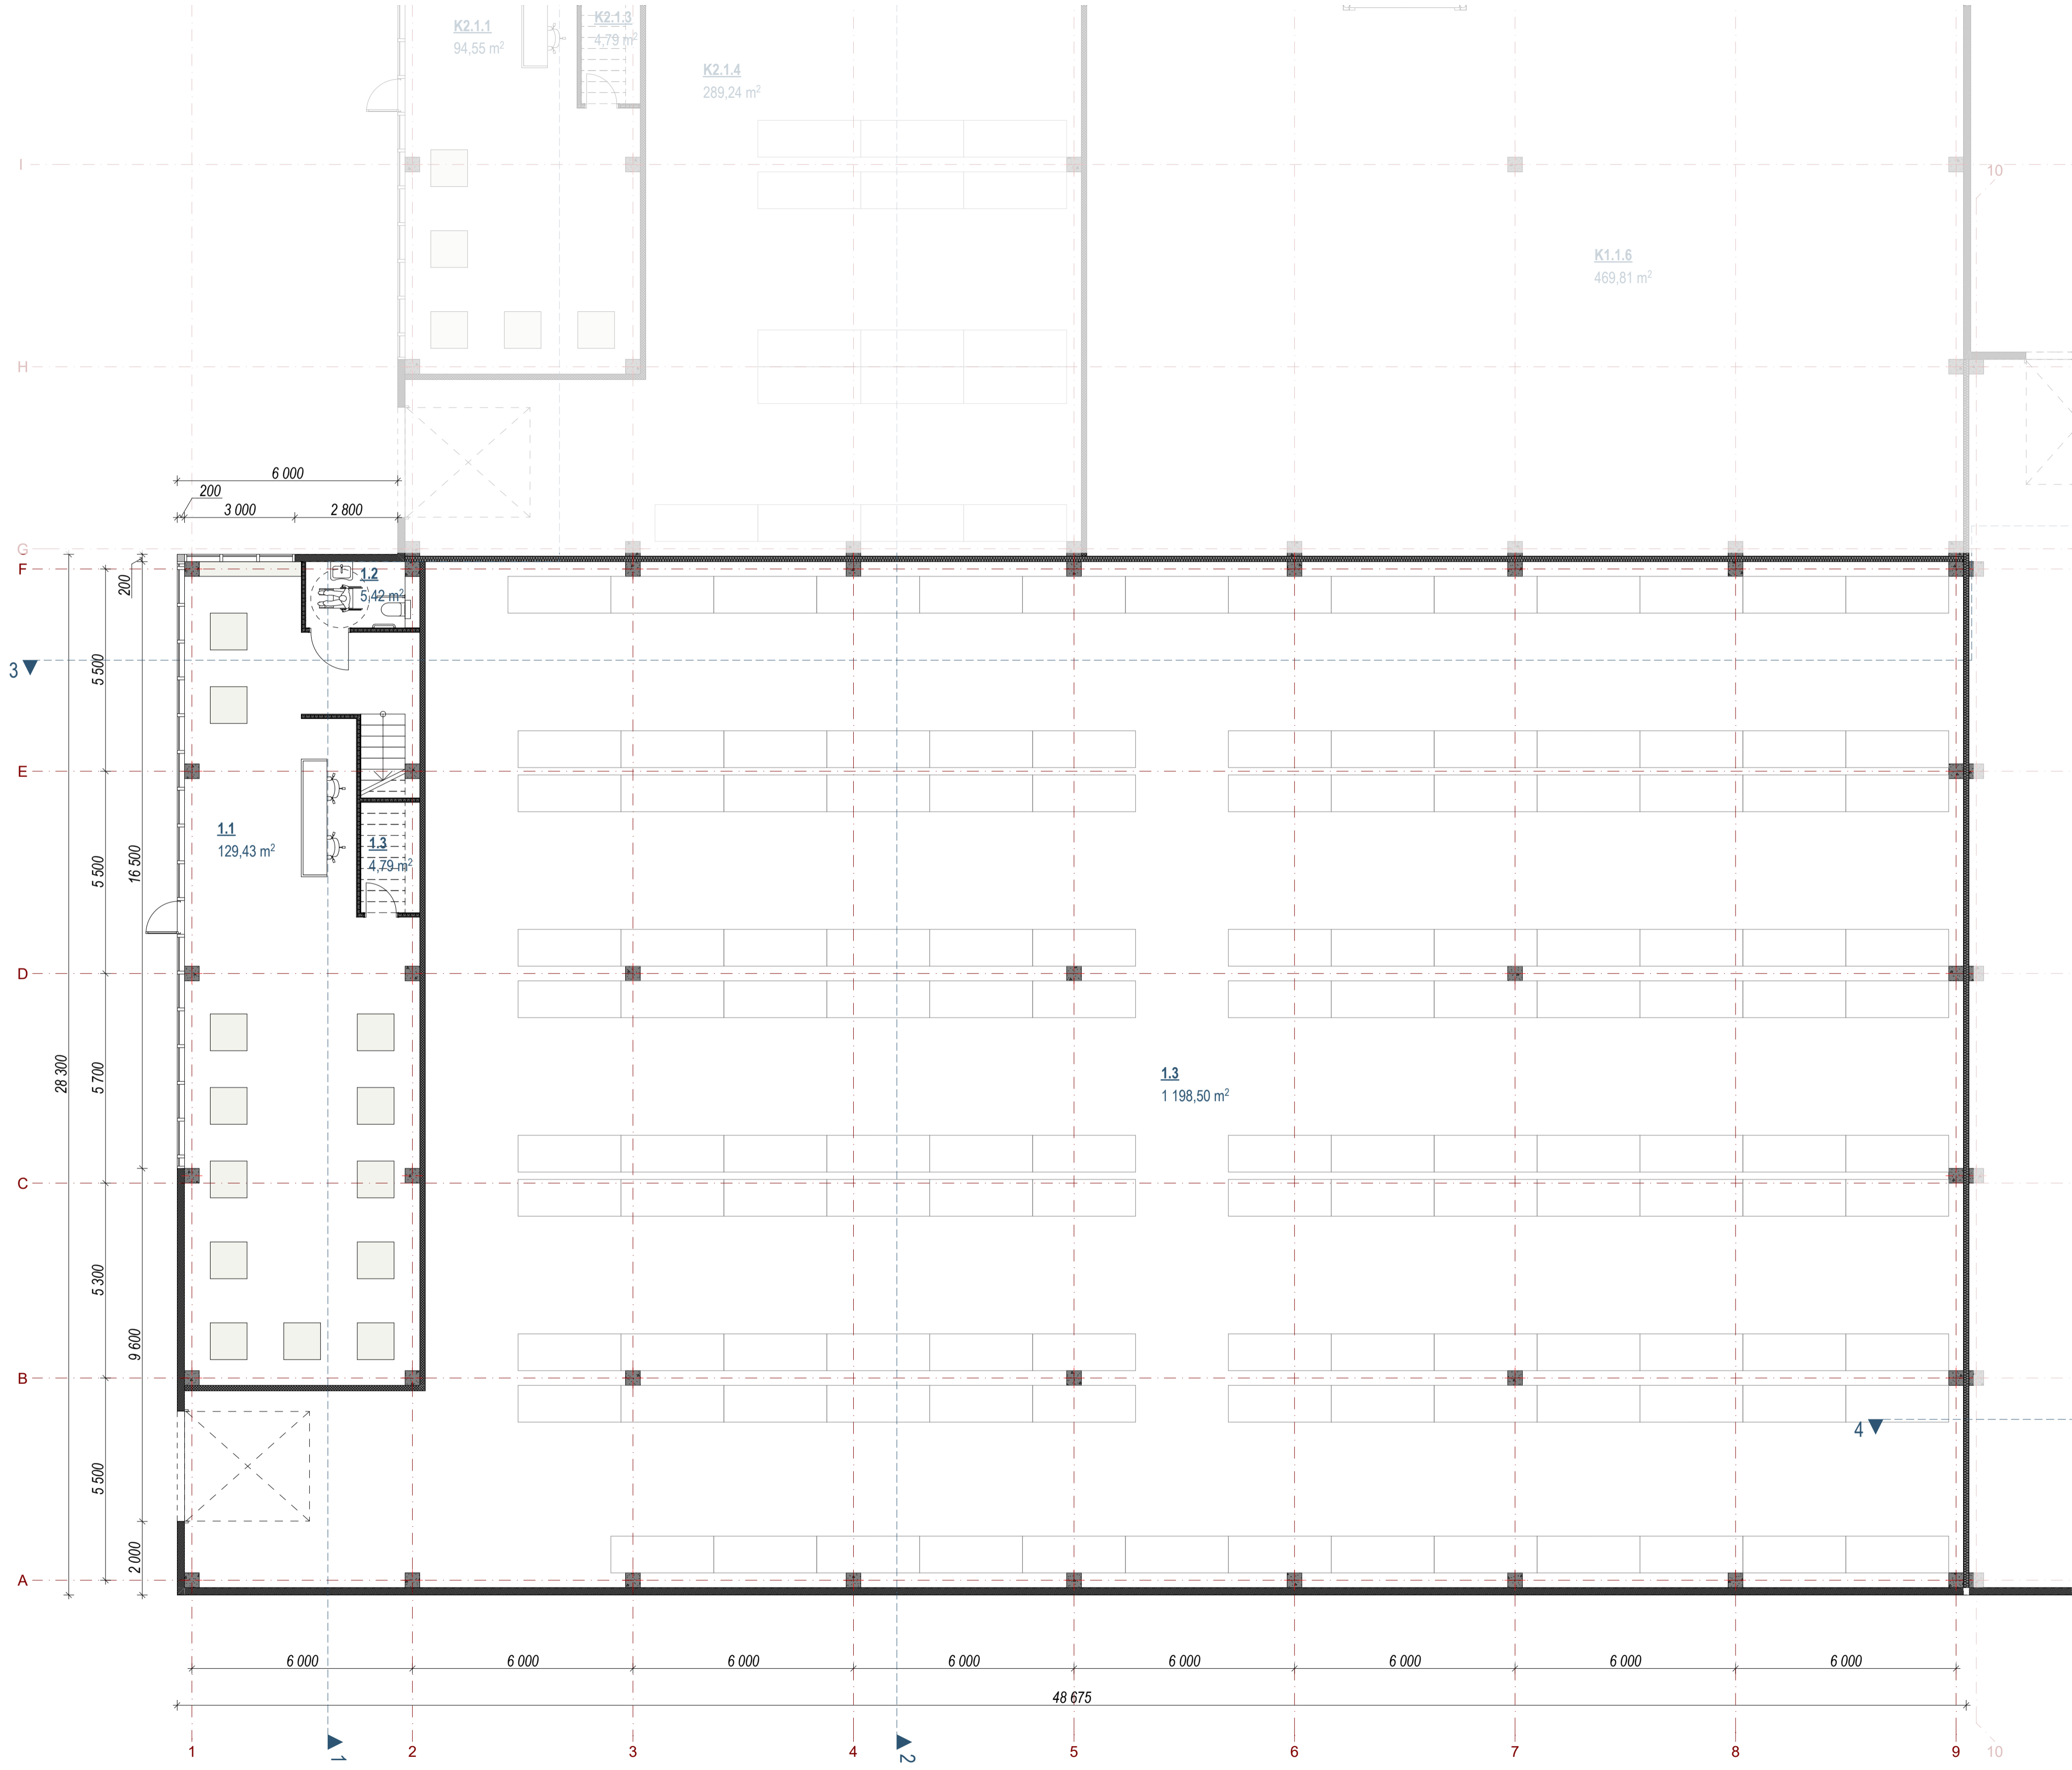 K2.1.1
94,55 m²
K2.1.3
4,79 m²
K2.1.4
289,24 m²
I
10
K1.1.6
469,81 m²
H
6 000
200
3 000
2 800
G
F
200
1.2
5,42 m²
5 500
3
E
1.1
129,43 m²
1.3
4,79 m²
5 500
16 500
D
28 300
5 700
1.3
1 198,50 m²
C
5 300
9 600
B
4
5 500
2 000
A
6 000
6 000
6 000
6 000
6 000
6 000
6 000
6 000
48 675
1
1
2
3
4
2
5
6
7
8
9
10